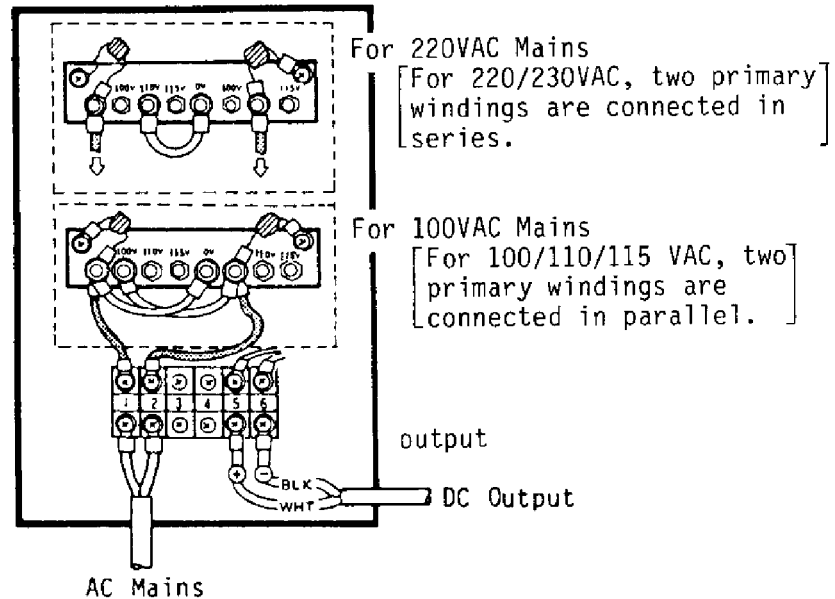 For 220VAC Mains
For 220/230VAC, two primary
windings are connected in
series.
100V 110V 115V 0V 100V 115V
For 100VAC Mains
For 100/110/115 VAC, two
primary windings are
connected in parallel.
100V 110V 115V 0V 110V 115V
1 2 3 4 5 6
output
+ −
BLK
WHT
DC Output
AC Mains